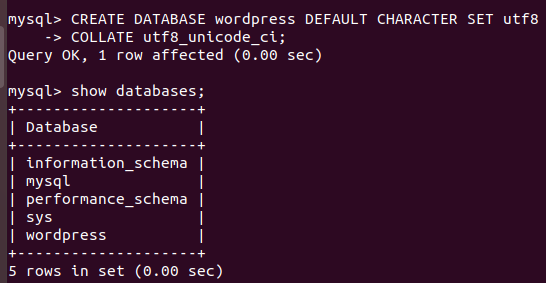 mysql> CREATE DATABASE wordpress DEFAULT CHARACTER SET utf8
    -> COLLATE utf8_unicode_ci;
Query OK, 1 row affected (0.00 sec)

mysql> show databases;
+--------------------+
| Database           |
+--------------------+
| information_schema |
| mysql              |
| performance_schema |
| sys                |
| wordpress          |
+--------------------+
5 rows in set (0.00 sec)